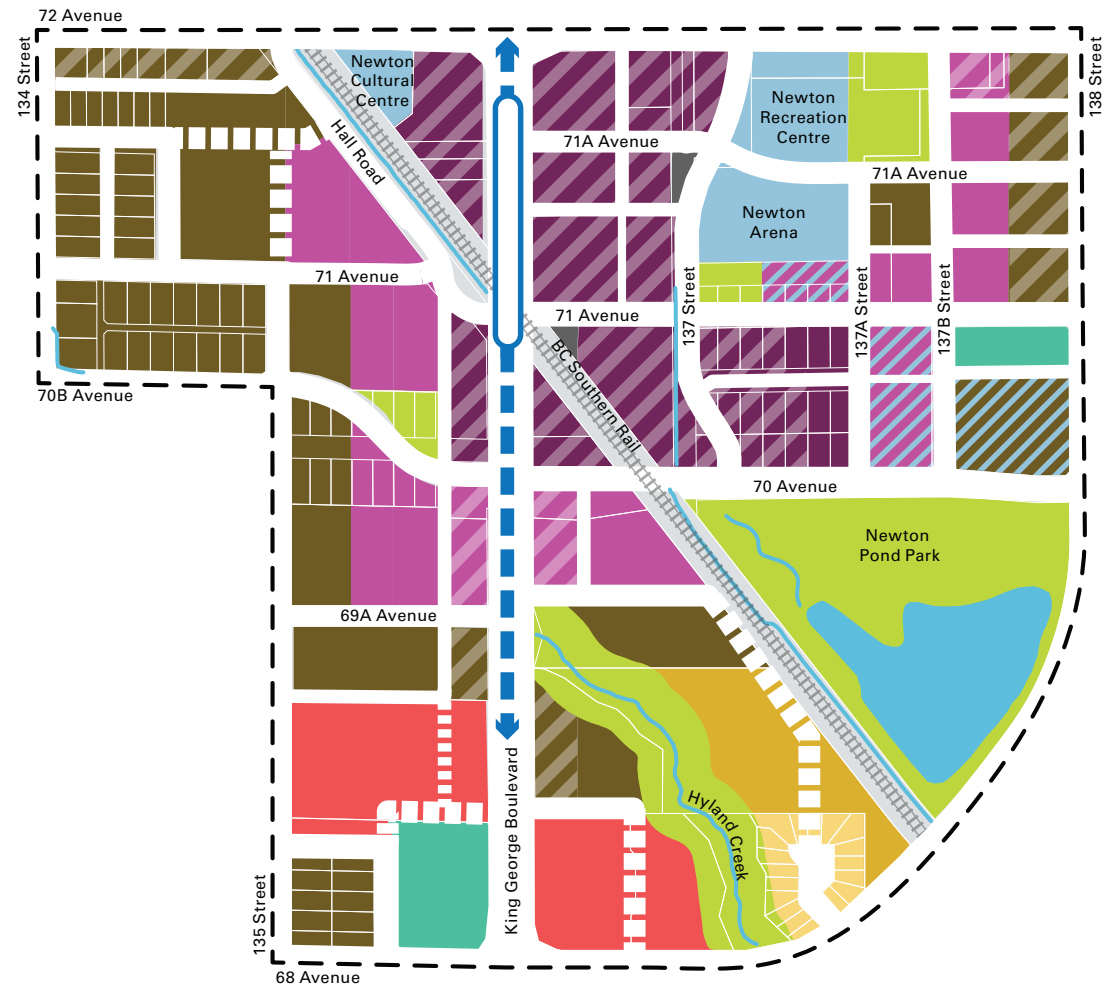 72 Avenue
134 Street
138 Street
Newton
Cultural
Centre
Newton
Recreation
Centre
Hall Road
71A Avenue
71A Avenue
Newton
Arena
71 Avenue
71 Avenue
137 Street
137A Street
137B Street
BC Southern Rail
70B Avenue
70 Avenue
Newton
Pond Park
69A Avenue
King George Boulevard
Hyland Creek
135 Street
68 Avenue